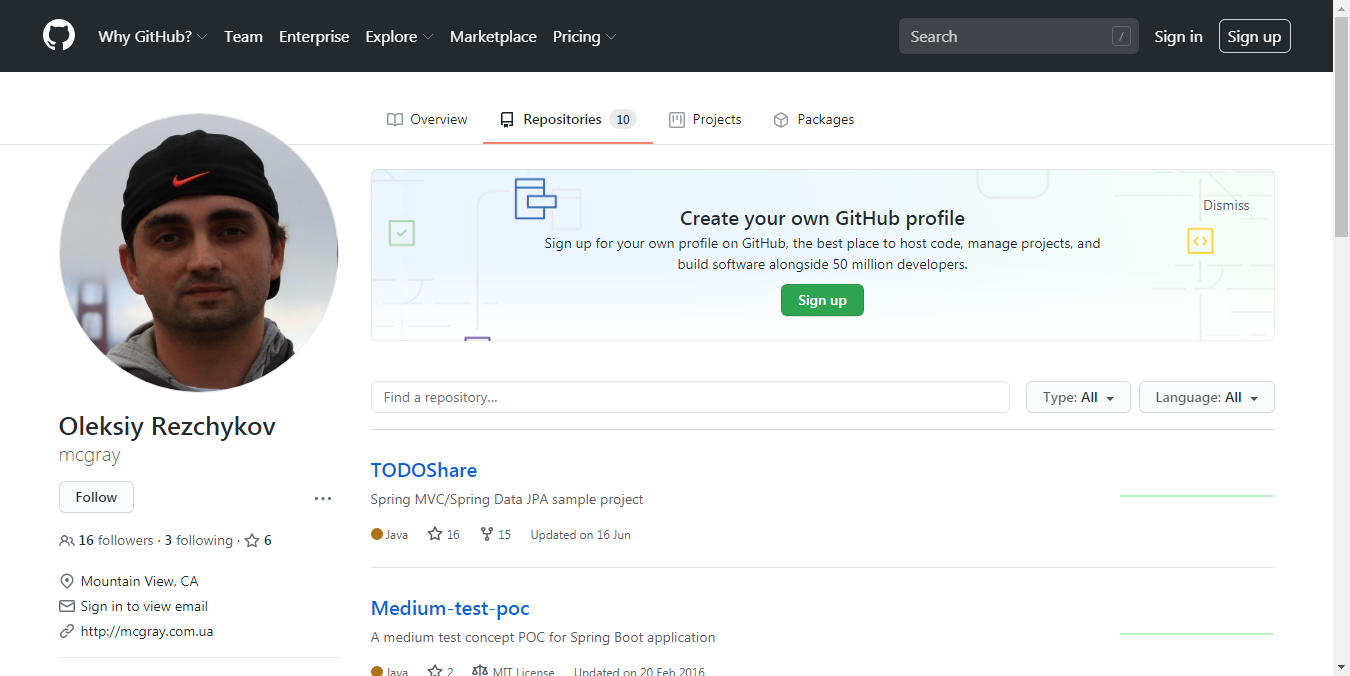 Why GitHub? Team Enterprise Explore Marketplace Pricing Search / Sign in Sign up
Overview Repositories 10 Projects Packages
Create your own GitHub profile
Dismiss
Sign up for your own profile on GitHub, the best place to host code, manage projects, and
build software alongside 50 million developers.
Sign up
Oleksiy Rezchykov
mcgray
Follow ...
16 followers · 3 following · 6
Mountain View, CA
Sign in to view email
http://mcgray.com.ua
Find a repository... Type: All Language: All
TODOShare
Spring MVC/Spring Data JPA sample project
Java 16 15 Updated on 16 Jun
Medium-test-poc
A medium test concept POC for Spring Boot application
Java 2 MIT License Updated on 20 Feb 2016